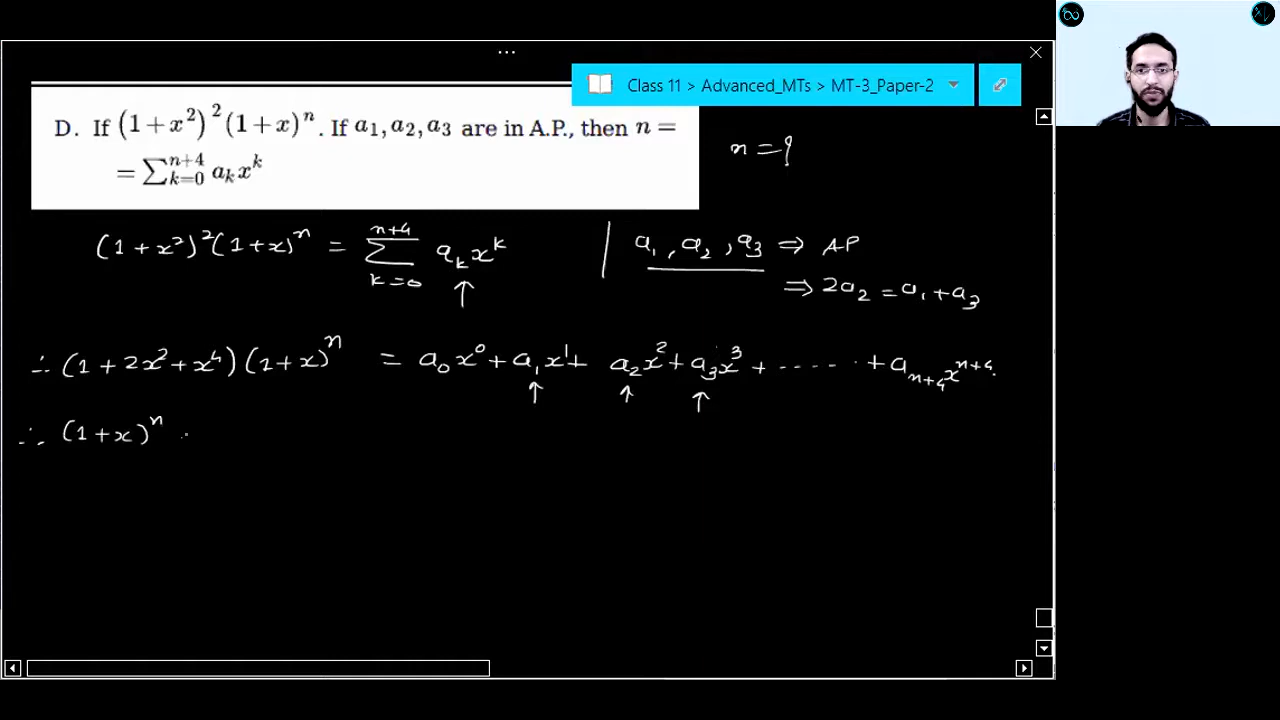 Class 11 > Advanced_MTs > MT-3_Paper-2
D. If (1+x²)² (1+x)ⁿ. If a₁, a₂, a₃ are in A.P., then n =
= ∑ₖ₌₀ⁿ⁺⁴ aₖxᵏ
n = ?
(1+x²)²(1+x)ⁿ = ∑ₖ₌₀ⁿ⁺⁴ aₖxᵏ
a₁, a₂, a₃ ⇒ AP
⇒ 2a₂ = a₁ + a₃
∴ (1+2x²+x⁴)(1+x)ⁿ = a₀x⁰ + a₁x¹ + a₂x² + a₃x³ + ...... + aₙ₊₄xⁿ⁺⁴.
∴ (1+x)ⁿ